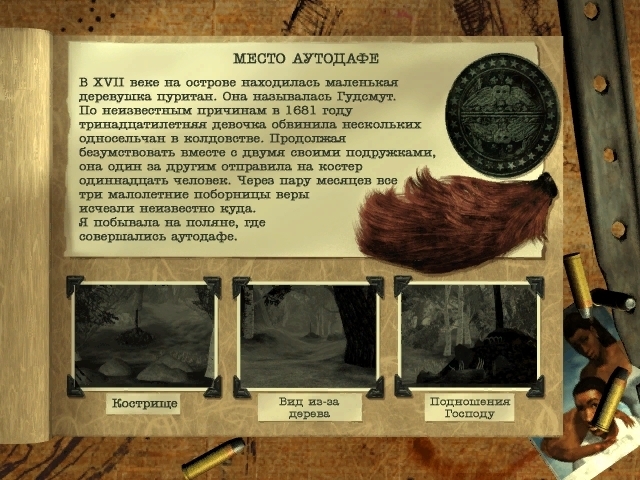 МЕСТО АУТОДАФЕ
В XVII веке на острове находилась маленькая
деревушка пуритан. Она называлась Гудсмут.
По неизвестным причинам в 1681 году
тринадцатилетняя девочка обвинила нескольких
односельчан в колдовстве. Продолжая
безумствовать вместе с двумя своими подружками,
она один за другим отправила на костер
одиннадцать человек. Через пару месяцев все
три малолетние поборницы веры
исчезли неизвестно куда.
Я побывала на поляне, где
совершались аутодафе.
Кострище
Вид из-за
дерева
Подношения
Господу